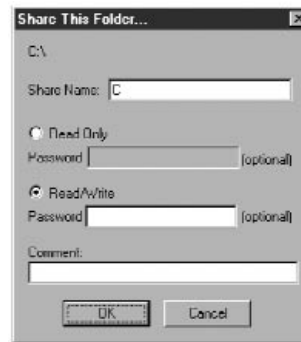 Share This Folder...
C:\
Share Name: C
Read Only
Password (optional)
Read/Write
Password (optional)
Comment:
OK Cancel